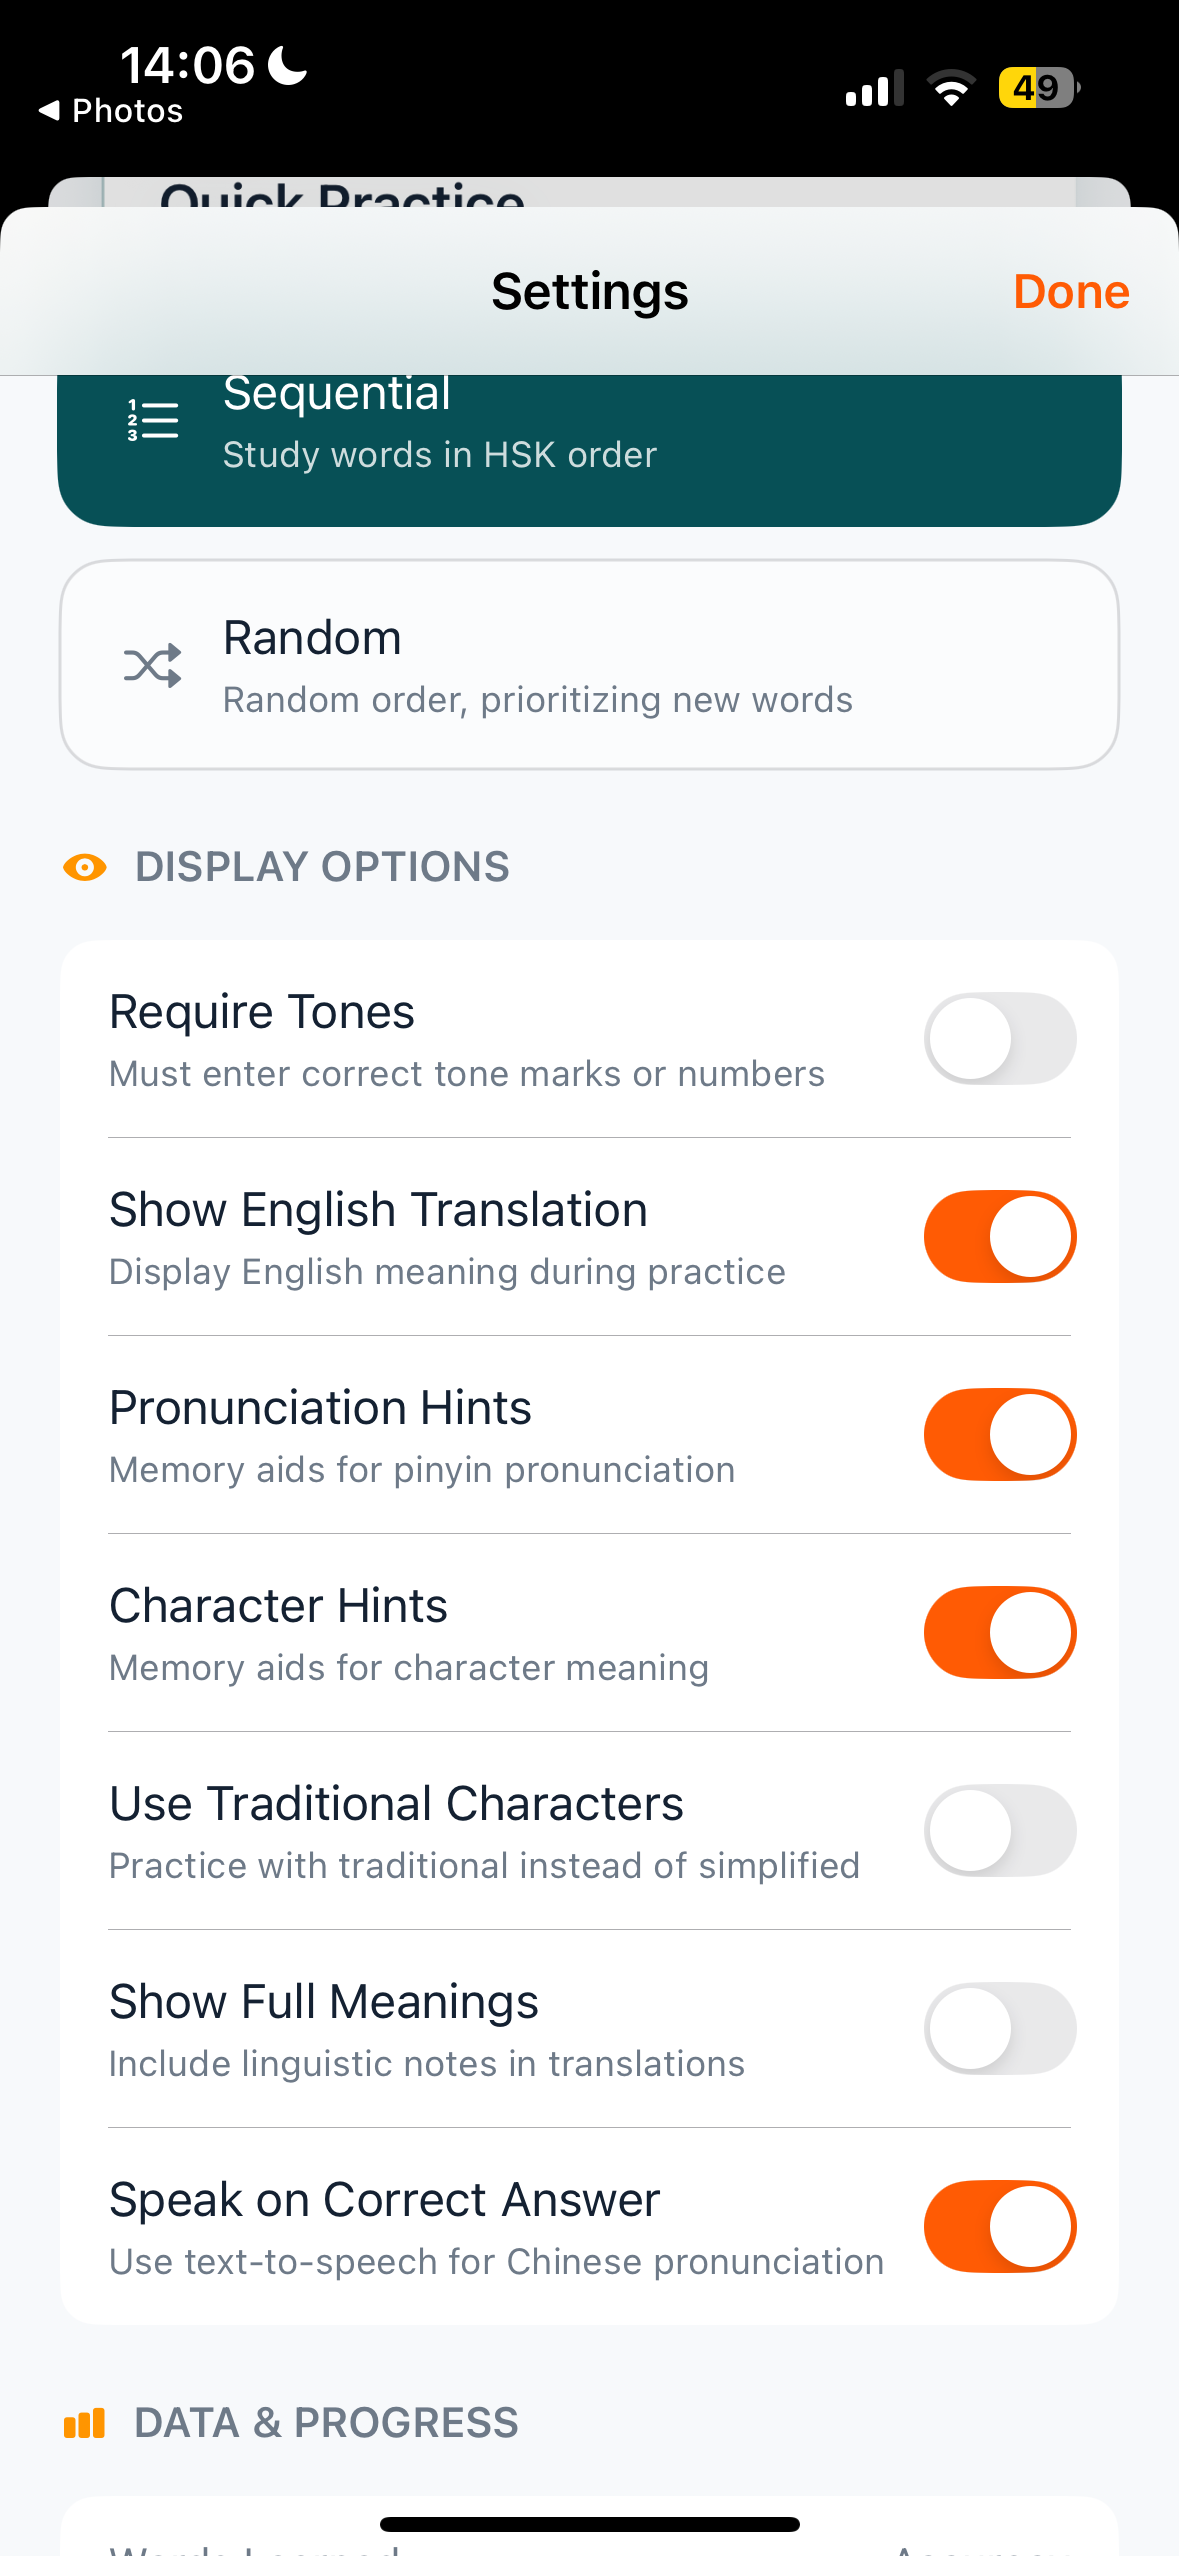 14:06
◀ Photos
49
Quick Practice
Settings
Done
Sequential
Study words in HSK order
Random
Random order, prioritizing new words
DISPLAY OPTIONS
Require Tones
Must enter correct tone marks or numbers
Show English Translation
Display English meaning during practice
Pronunciation Hints
Memory aids for pinyin pronunciation
Character Hints
Memory aids for character meaning
Use Traditional Characters
Practice with traditional instead of simplified
Show Full Meanings
Include linguistic notes in translations
Speak on Correct Answer
Use text-to-speech for Chinese pronunciation
DATA & PROGRESS
Words Learned
Accuracy